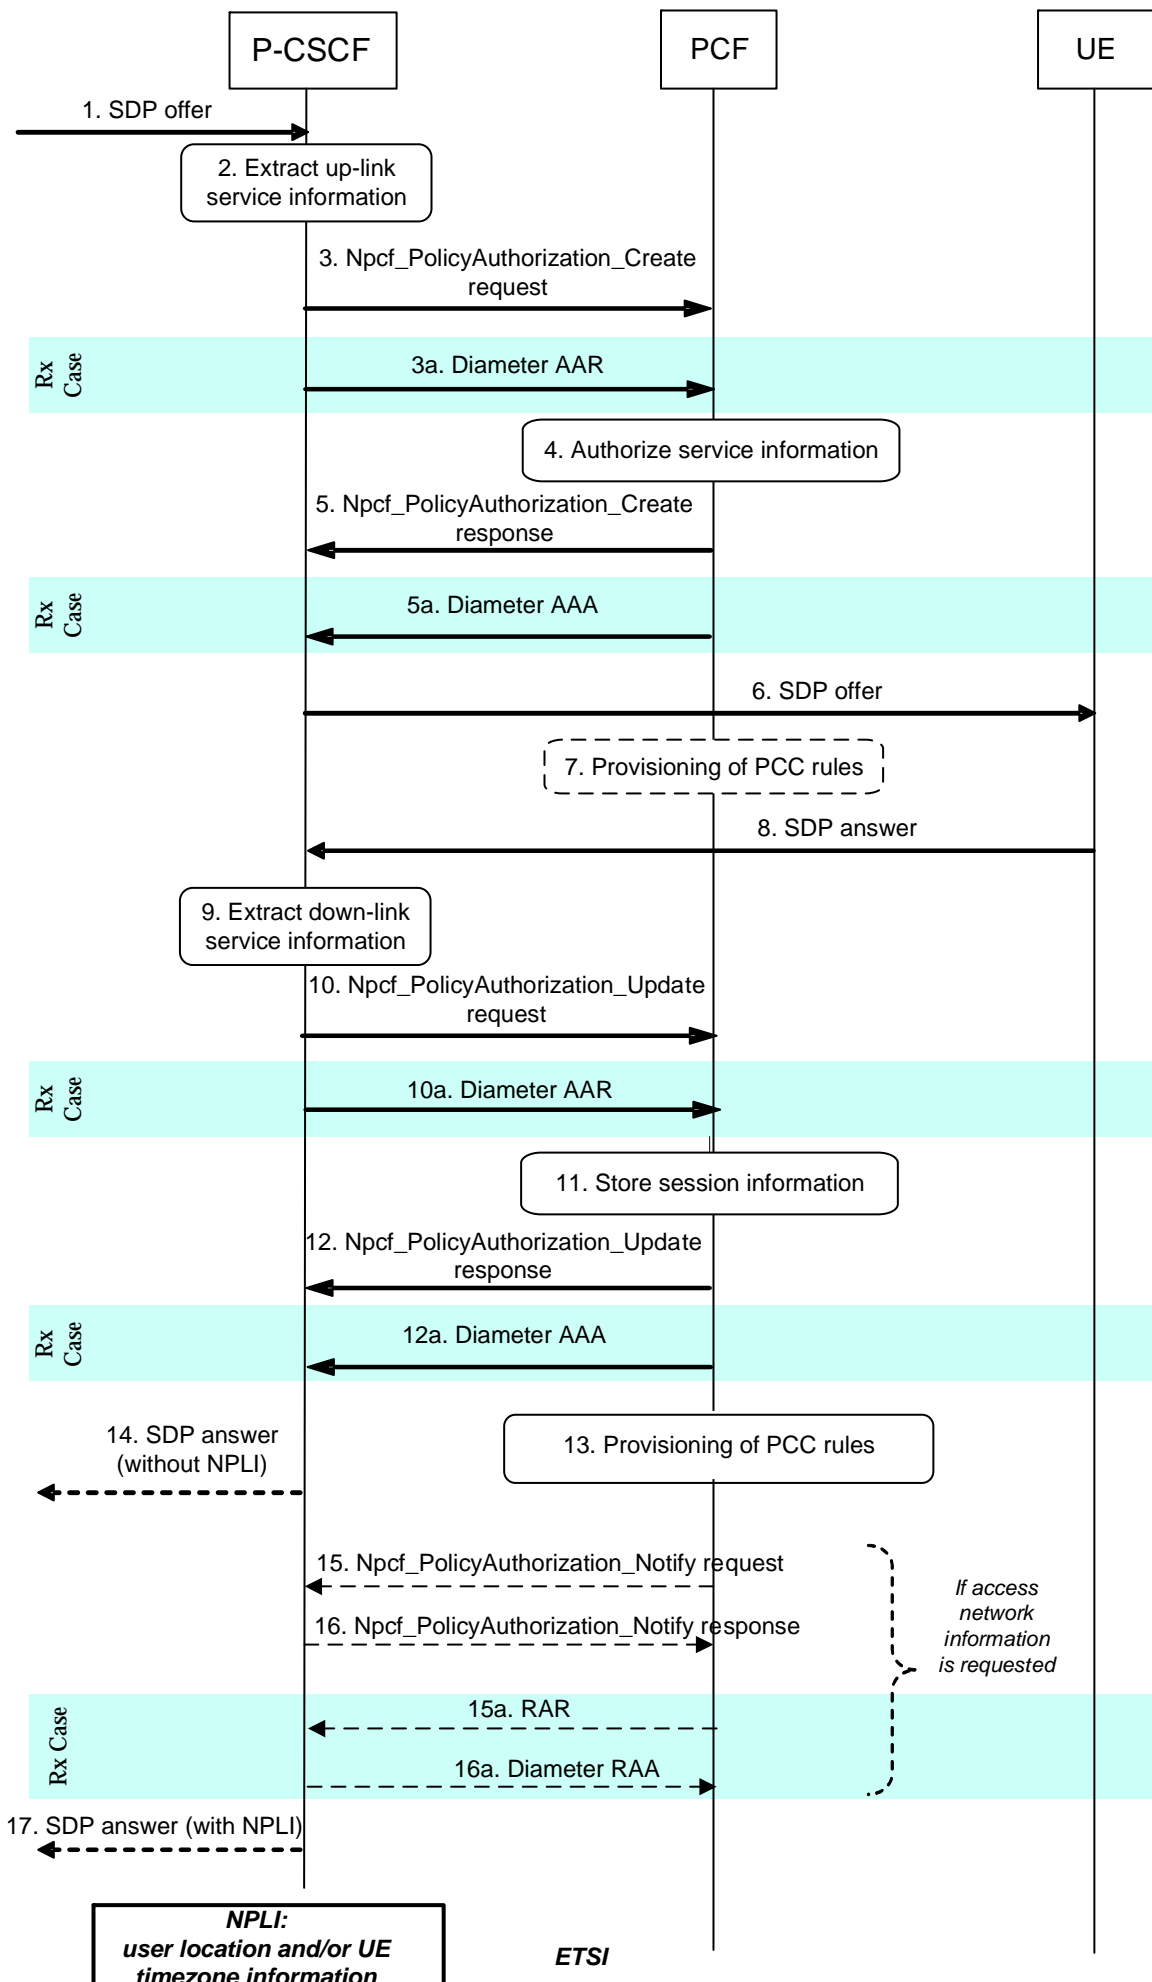 P-CSCF
PCF
UE
1. SDP offer
2. Extract up-link
service information
3. Npcf_PolicyAuthorization_Create
request
Rx
Case
3a. Diameter AAR
4. Authorize service information
5. Npcf_PolicyAuthorization_Create
response
Rx
Case
5a. Diameter AAA
6. SDP offer
7. Provisioning of PCC rules
8. SDP answer
9. Extract down-link
service information
10. Npcf_PolicyAuthorization_Update
request
Rx
Case
10a. Diameter AAR
11. Store session information
12. Npcf_PolicyAuthorization_Update
response
Rx
Case
12a. Diameter AAA
14. SDP answer
(without NPLI)
13. Provisioning of PCC rules
15. Npcf_PolicyAuthorization_Notify request
16. Npcf_PolicyAuthorization_Notify response
If access
network
information
is requested
Rx Case
15a. RAR
16a. Diameter RAA
17. SDP answer (with NPLI)
NPLI:
user location and/or UE
timezone information
ETSI